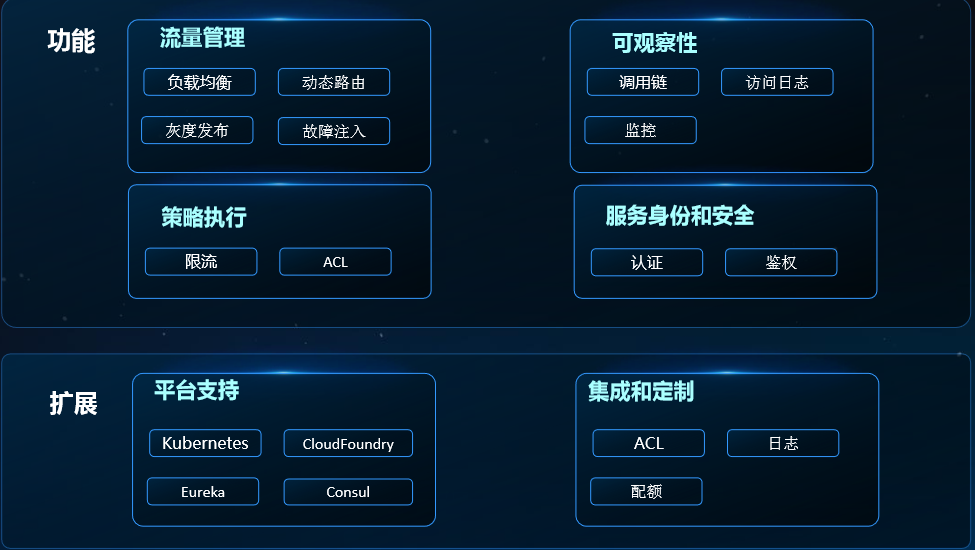 功能
流量管理
负载均衡
动态路由
灰度发布
故障注入
可观察性
调用链
访问日志
监控
策略执行
限流
ACL
服务身份和安全
认证
鉴权
扩展
平台支持
Kubernetes
CloudFoundry
Eureka
Consul
集成和定制
ACL
日志
配额